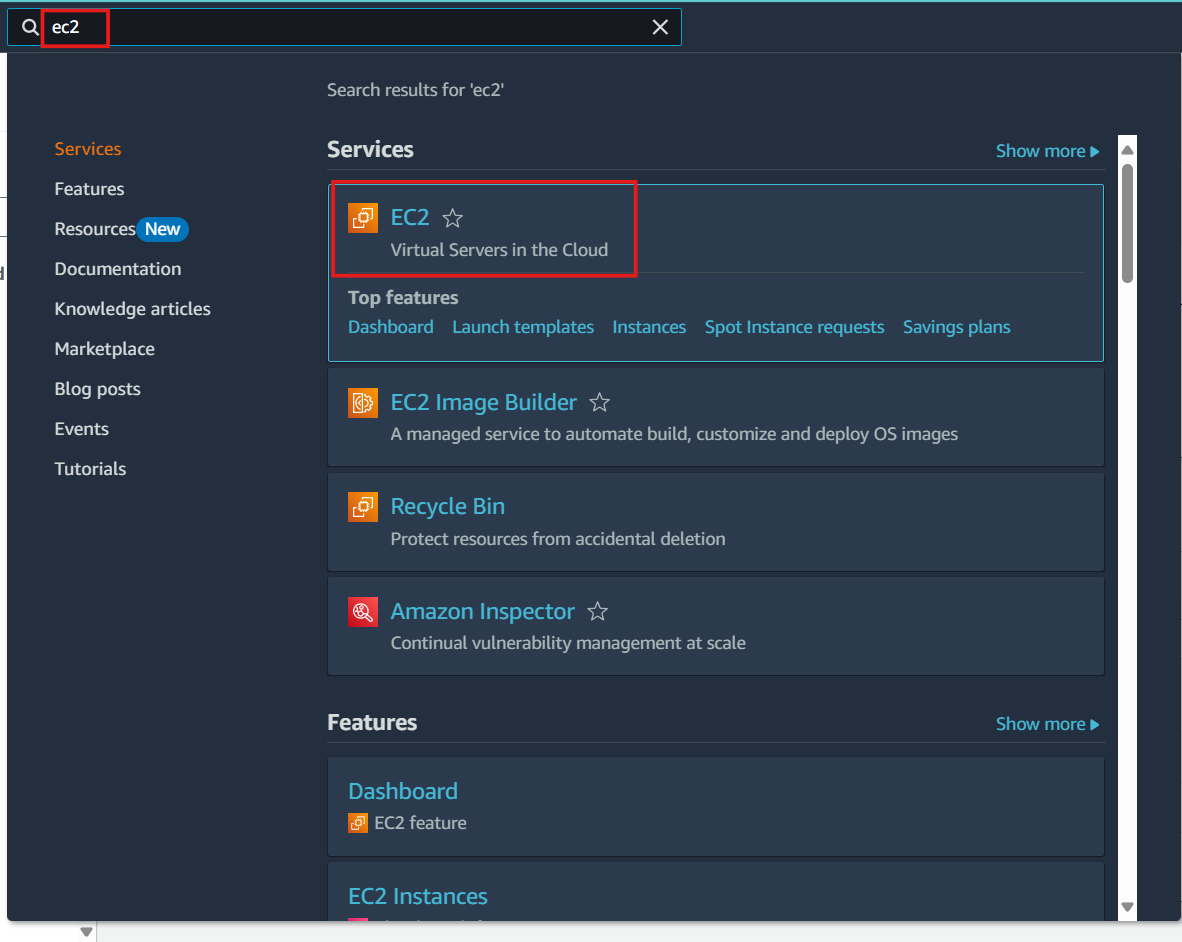 ec2
Search results for 'ec2'
Services
Features
Resources New
Documentation
Knowledge articles
Marketplace
Blog posts
Events
Tutorials
Services
Show more
EC2
Virtual Servers in the Cloud
Top features
Dashboard Launch templates Instances Spot Instance requests Savings plans
EC2 Image Builder
A managed service to automate build, customize and deploy OS images
Recycle Bin
Protect resources from accidental deletion
Amazon Inspector
Continual vulnerability management at scale
Features
Show more
Dashboard
EC2 feature
EC2 Instances